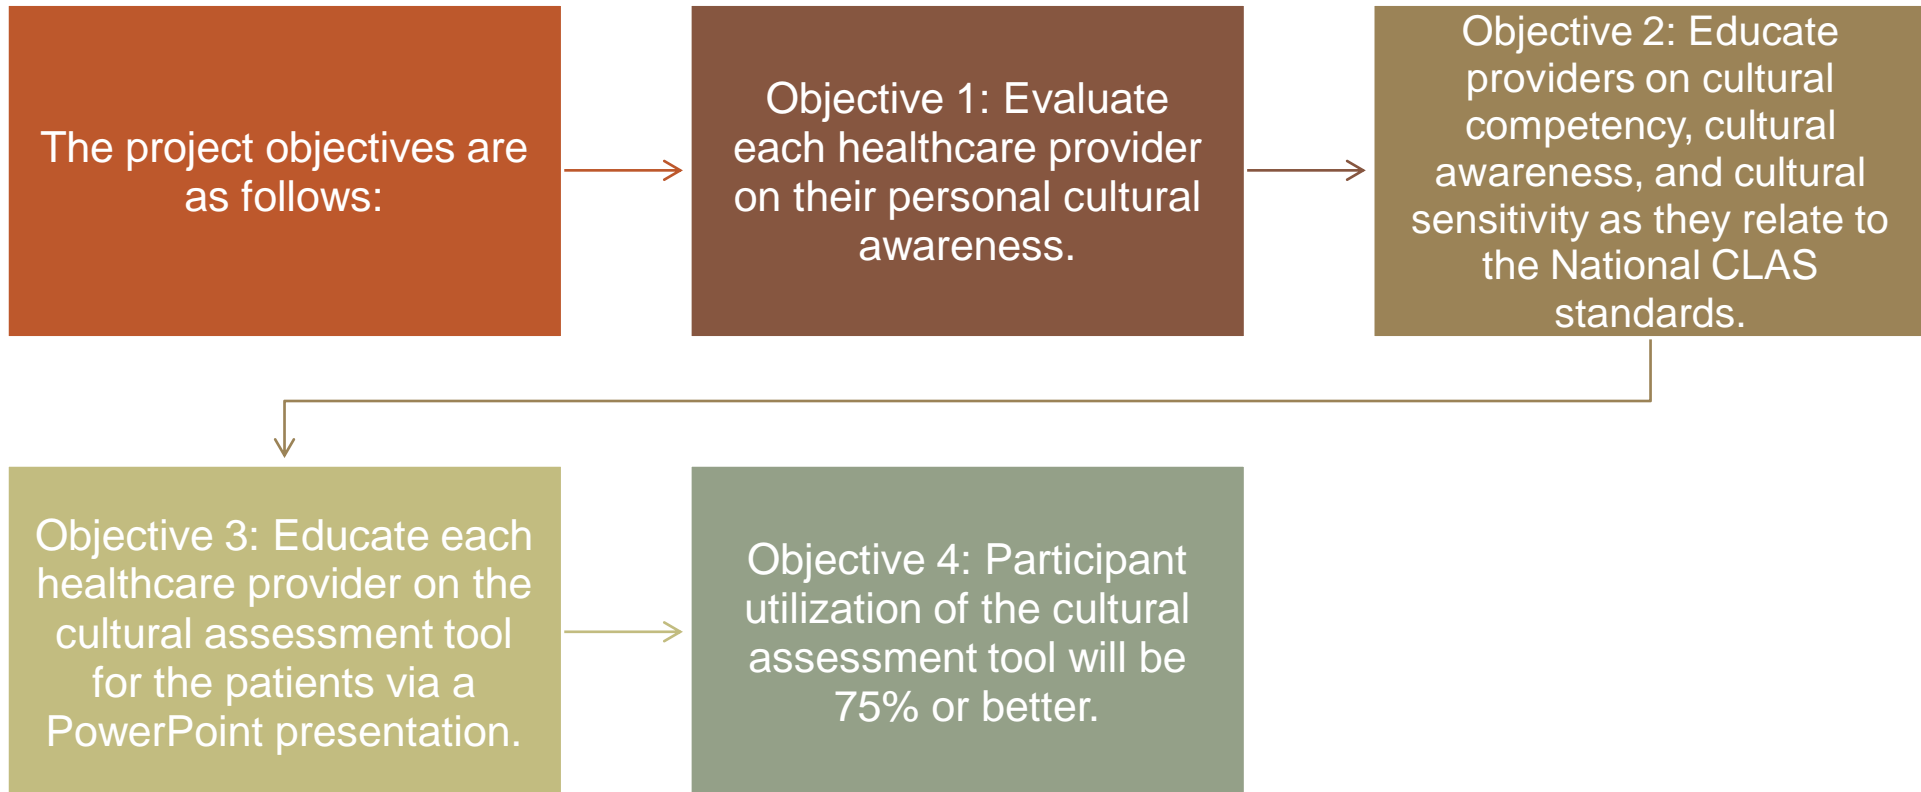 The project objectives are
as follows:
Objective 1: Evaluate
each healthcare provider
on their personal cultural
awareness.
Objective 2: Educate
providers on cultural
competency, cultural
awareness, and cultural
sensitivity as they relate to
the National CLAS
standards.
Objective 3: Educate each
healthcare provider on the
cultural assessment tool
for the patients via a
PowerPoint presentation.
Objective 4: Participant
utilization of the cultural
assessment tool will be
75% or better.